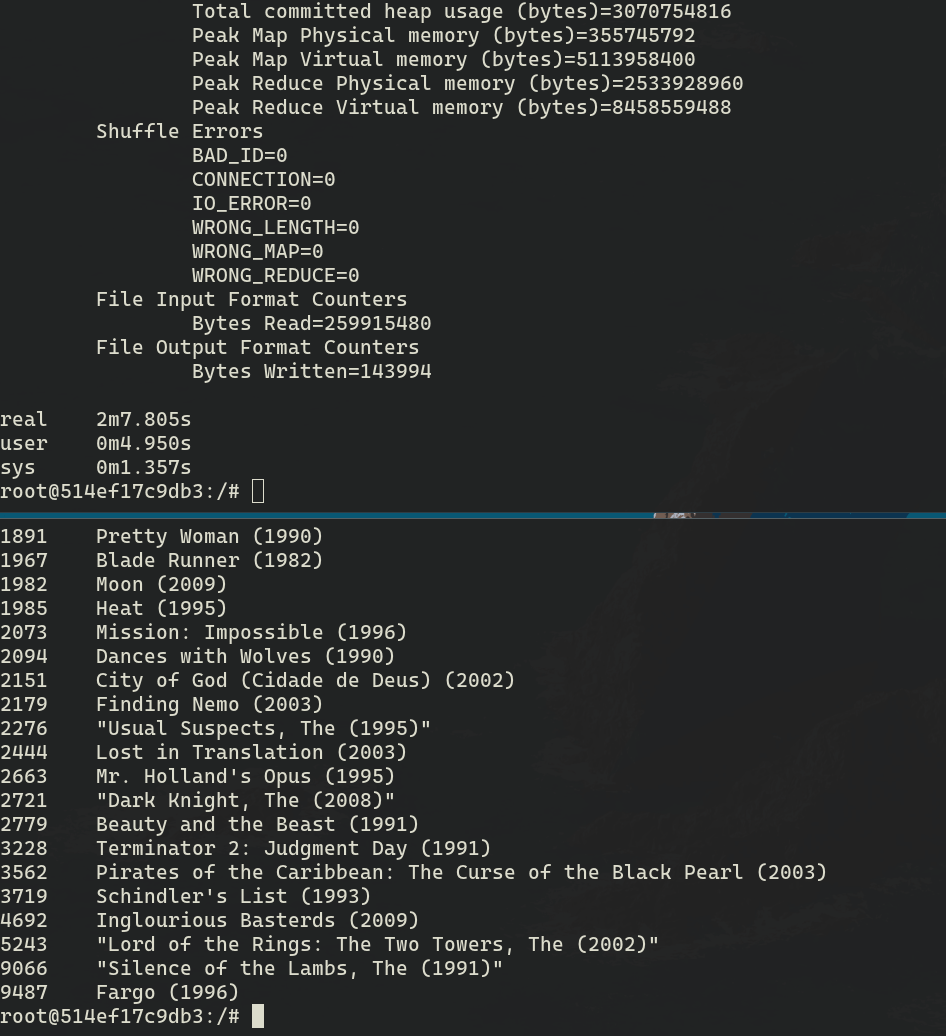 Total committed heap usage (bytes)=3070754816
Peak Map Physical memory (bytes)=355745792
Peak Map Virtual memory (bytes)=5113958400
Peak Reduce Physical memory (bytes)=2533928960
Peak Reduce Virtual memory (bytes)=8458559488
Shuffle Errors
BAD_ID=0
CONNECTION=0
IO_ERROR=0
WRONG_LENGTH=0
WRONG_MAP=0
WRONG_REDUCE=0
File Input Format Counters
Bytes Read=259915480
File Output Format Counters
Bytes Written=143994
real 2m7.805s
user 0m4.950s
sys 0m1.357s
root@514ef17c9db3:/#
1891 Pretty Woman (1990)
1967 Blade Runner (1982)
1982 Moon (2009)
1985 Heat (1995)
2073 Mission: Impossible (1996)
2094 Dances with Wolves (1990)
2151 City of God (Cidade de Deus) (2002)
2179 Finding Nemo (2003)
2276 "Usual Suspects, The (1995)"
2444 Lost in Translation (2003)
2663 Mr. Holland's Opus (1995)
2721 "Dark Knight, The (2008)"
2779 Beauty and the Beast (1991)
3228 Terminator 2: Judgment Day (1991)
3562 Pirates of the Caribbean: The Curse of the Black Pearl (2003)
3719 Schindler's List (1993)
4692 Inglourious Basterds (2009)
5243 "Lord of the Rings: The Two Towers, The (2002)"
9066 "Silence of the Lambs, The (1991)"
9487 Fargo (1996)
root@514ef17c9db3:/#